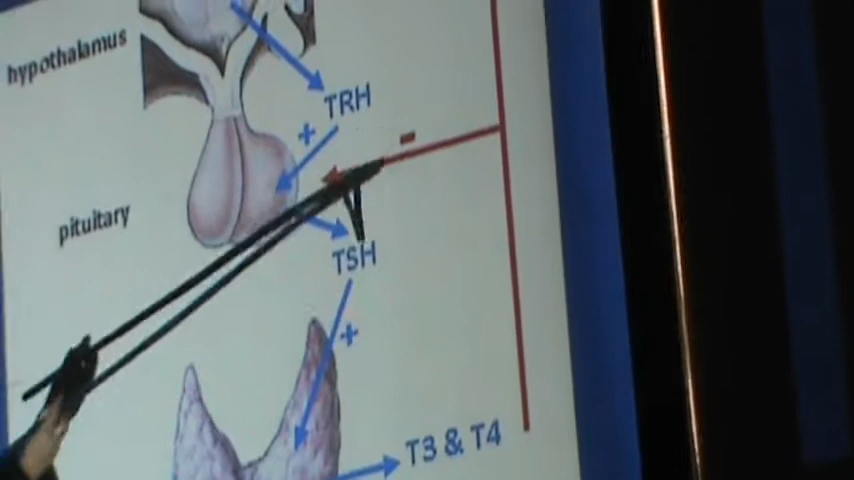 hypothalamus
TRH
+
-
pituitary
TSH
+
T3 & T4